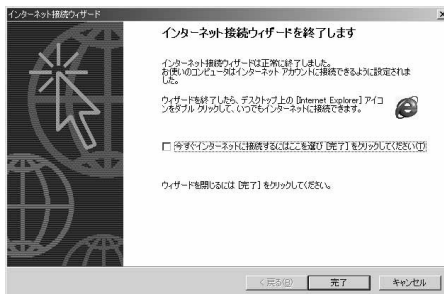 インターネット接続ウィザード
インターネット接続ウィザードを終了します
インターネット接続ウィザードは正常に終了しました。
お使いのコンピュータはインターネット アカウントに接続できるように設定されま
した。
ウィザードを終了したら、デスクトップ上の [Internet Explorer] アイコ
ンをダブル クリックして、いつでもインターネットに接続できます。
今すぐインターネットに接続するにはここを選び [完了] をクリックしてください(T)
ウィザードを閉じるには [完了] をクリックしてください。
< 戻る(B)
完了
キャンセル